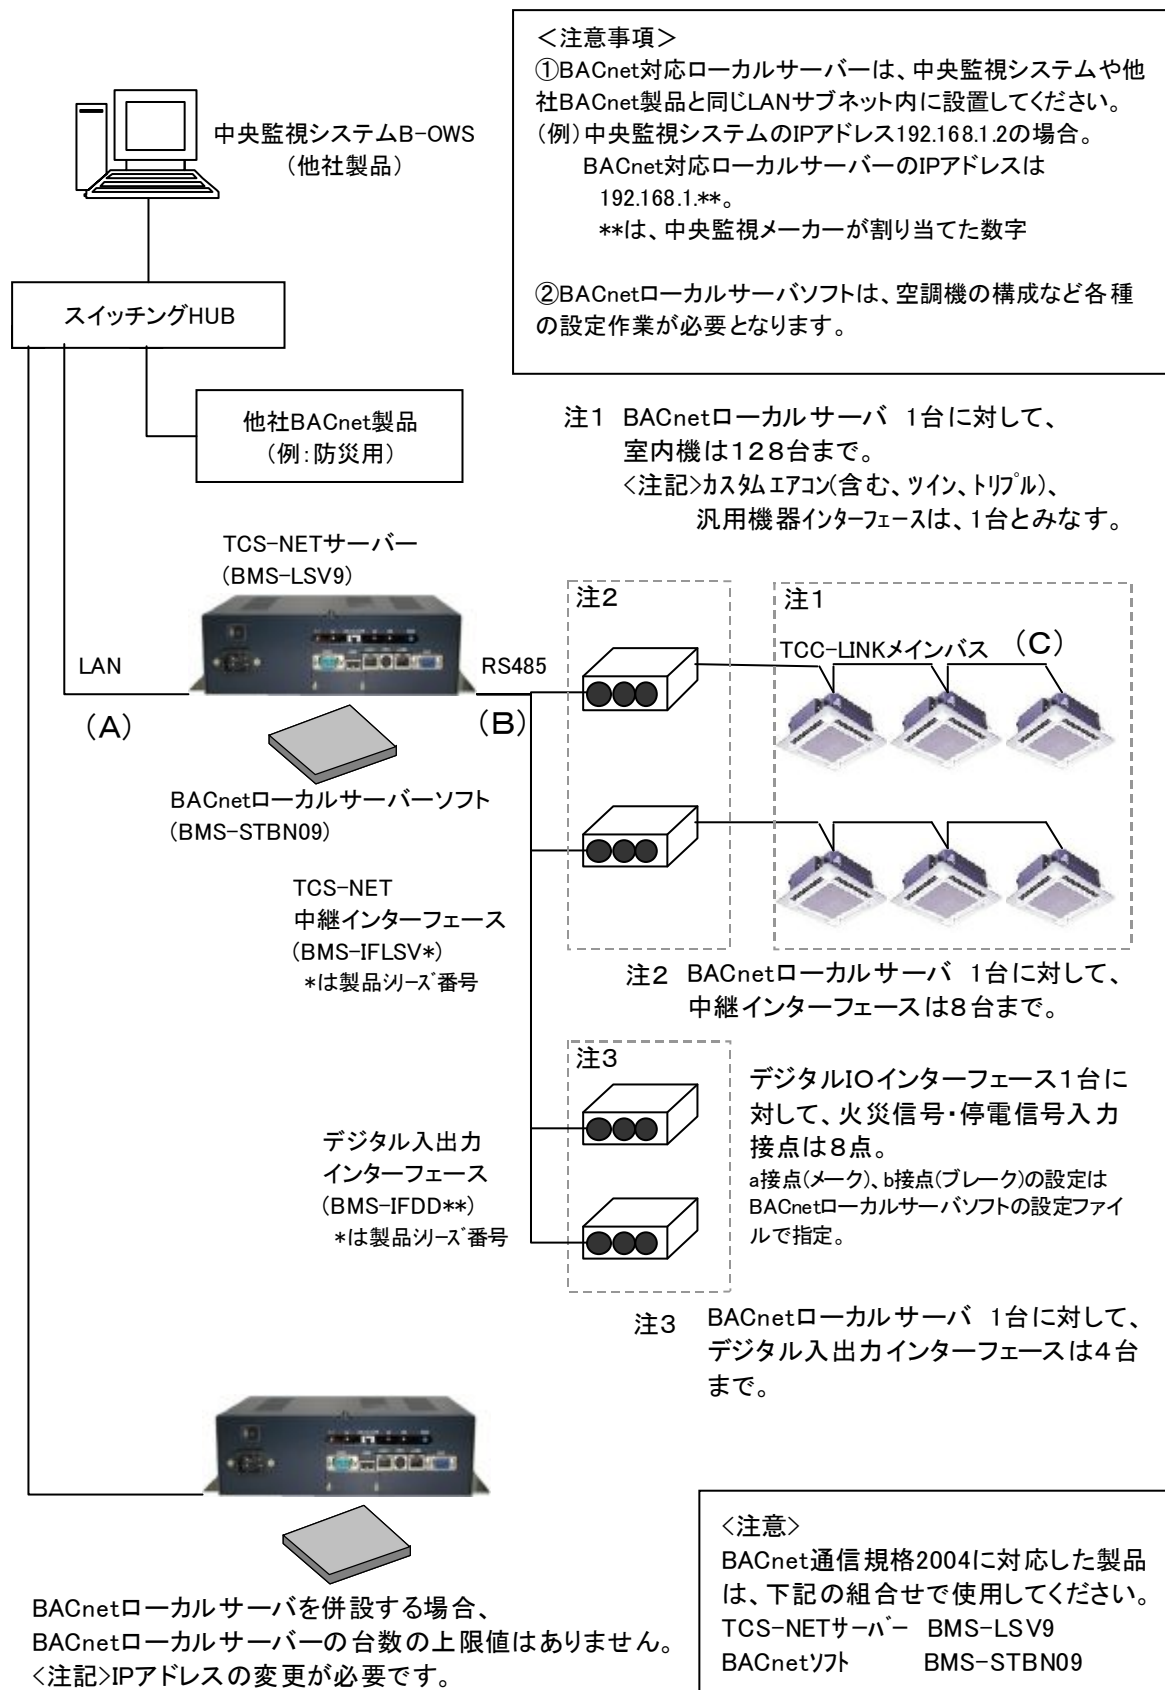 ＜注意事項＞
①BACnet対応ローカルサーバーは、中央監視システムや他
社BACnet製品と同じLANサブネット内に設置してください。
（例）中央監視システムのIPアドレス192.168.1.2の場合。
BACnet対応ローカルサーバーのIPアドレスは
192.168.1.**。
**は、中央監視メーカーが割り当てた数字
②BACnetローカルサーバソフトは、空調機の構成など各種
の設定作業が必要となります。
中央監視システムB-OWS
（他社製品）
スイッチングHUB
他社BACnet製品
（例：防災用）
注１ BACnetローカルサーバ 1台に対して、
室内機は１２８台まで。
<注記>ｶｽﾀﾑｴｱｺﾝ(含む、ﾂｲﾝ、ﾄﾘﾌﾟﾙ)、
汎用機器ｲﾝﾀｰﾌｪｰｽは、1台とみなす。
TCS-NETサーバー
(BMS-LSV9)
LAN
（A）
RS485
（B）
注２
注１
TCC-LINKメインバス
（C）
BACnetローカルサーバーソフト
(BMS-STBN09)
TCS-NET
中継インターフェース
(BMS-IFLSV*)
*は製品ｼﾘｰｽﾞ番号
注２ BACnetローカルサーバ 1台に対して、
中継インターフェースは８台まで。
注３
デジタルIOインターフェース１台に
対して、火災信号・停電信号入力
接点は８点。
a接点(メーク)、b接点(ブレーク)の設定は
BACnetローカルサーバソフトの設定ファイ
ルで指定。
デジタル入出力
インターフェース
(BMS-IFDD**)
*は製品ｼﾘｰｽﾞ番号
注３ BACnetローカルサーバ 1台に対して、
デジタル入出力インターフェースは４台
まで。
BACnetローカルサーバを併設する場合、
BACnetローカルサーバーの台数の上限値はありません。
<注記>IPアドレスの変更が必要です。
<注意>
BACnet通信規格2004に対応した製品
は、下記の組合せで使用してください。
TCS-NETｻｰﾊﾞｰ BMS-LSV9
BACnetｿﾌﾄ BMS-STBN09